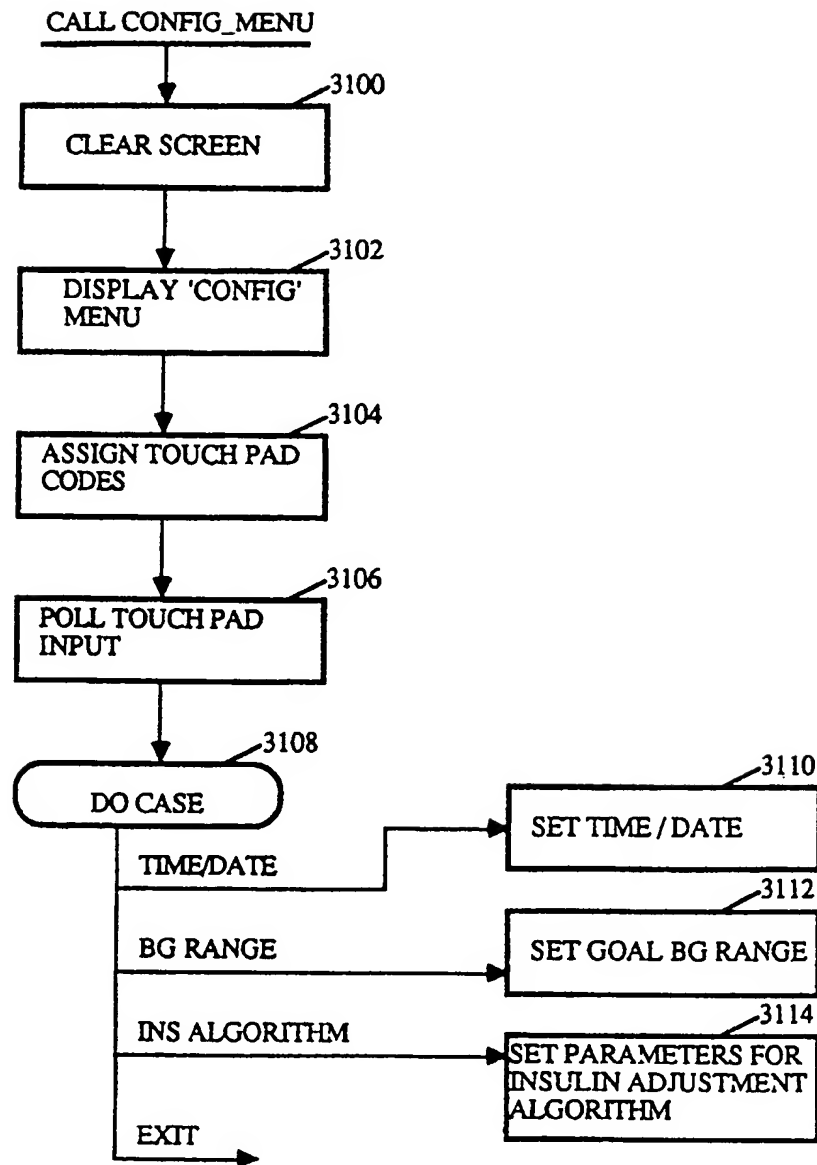 CALL CONFIG_MENU
3100
CLEAR SCREEN
3102
DISPLAY 'CONFIG'
MENU
3104
ASSIGN TOUCH PAD
CODES
3106
POLL TOUCH PAD
INPUT
3108
DO CASE
TIME/DATE
3110
SET TIME / DATE
BG RANGE
3112
SET GOAL BG RANGE
INS ALGORITHM
3114
SET PARAMETERS FOR
INSULIN ADJUSTMENT
ALGORITHM
EXIT